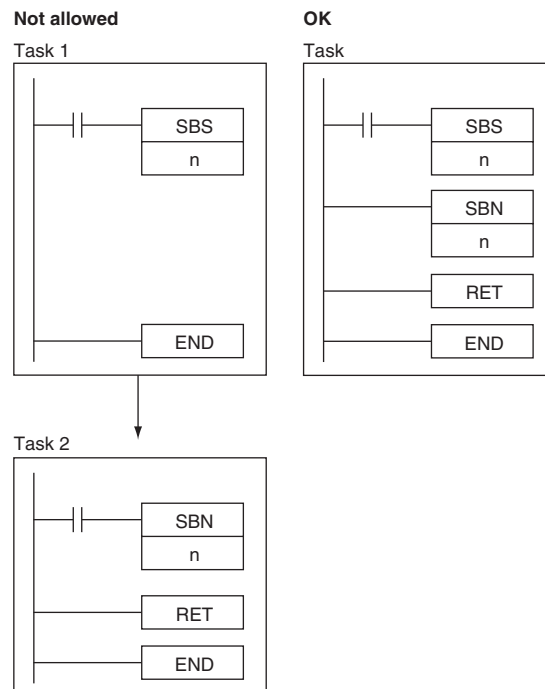 Not allowed
Task 1
SBS
n
END
Task 2
SBN
n
RET
END
OK
Task
SBS
n
SBN
n
RET
END